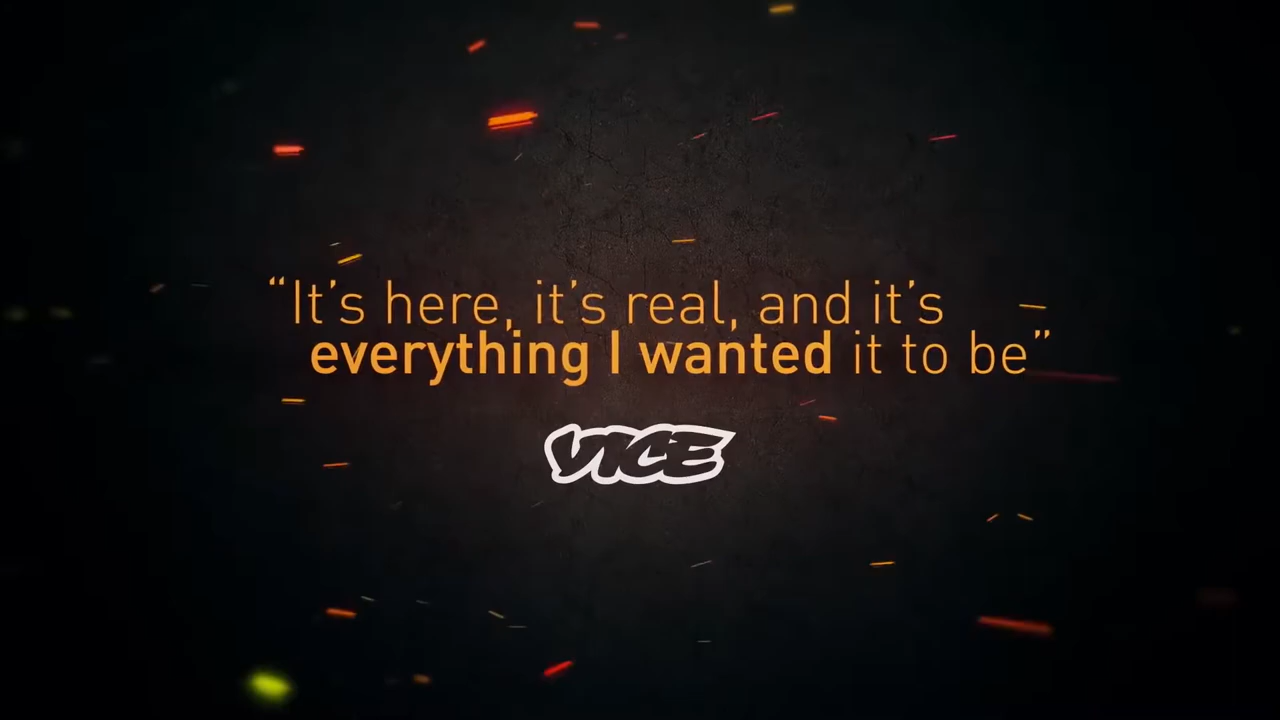 “It’s here, it’s real, and it’s
everything I wanted it to be”
VICE